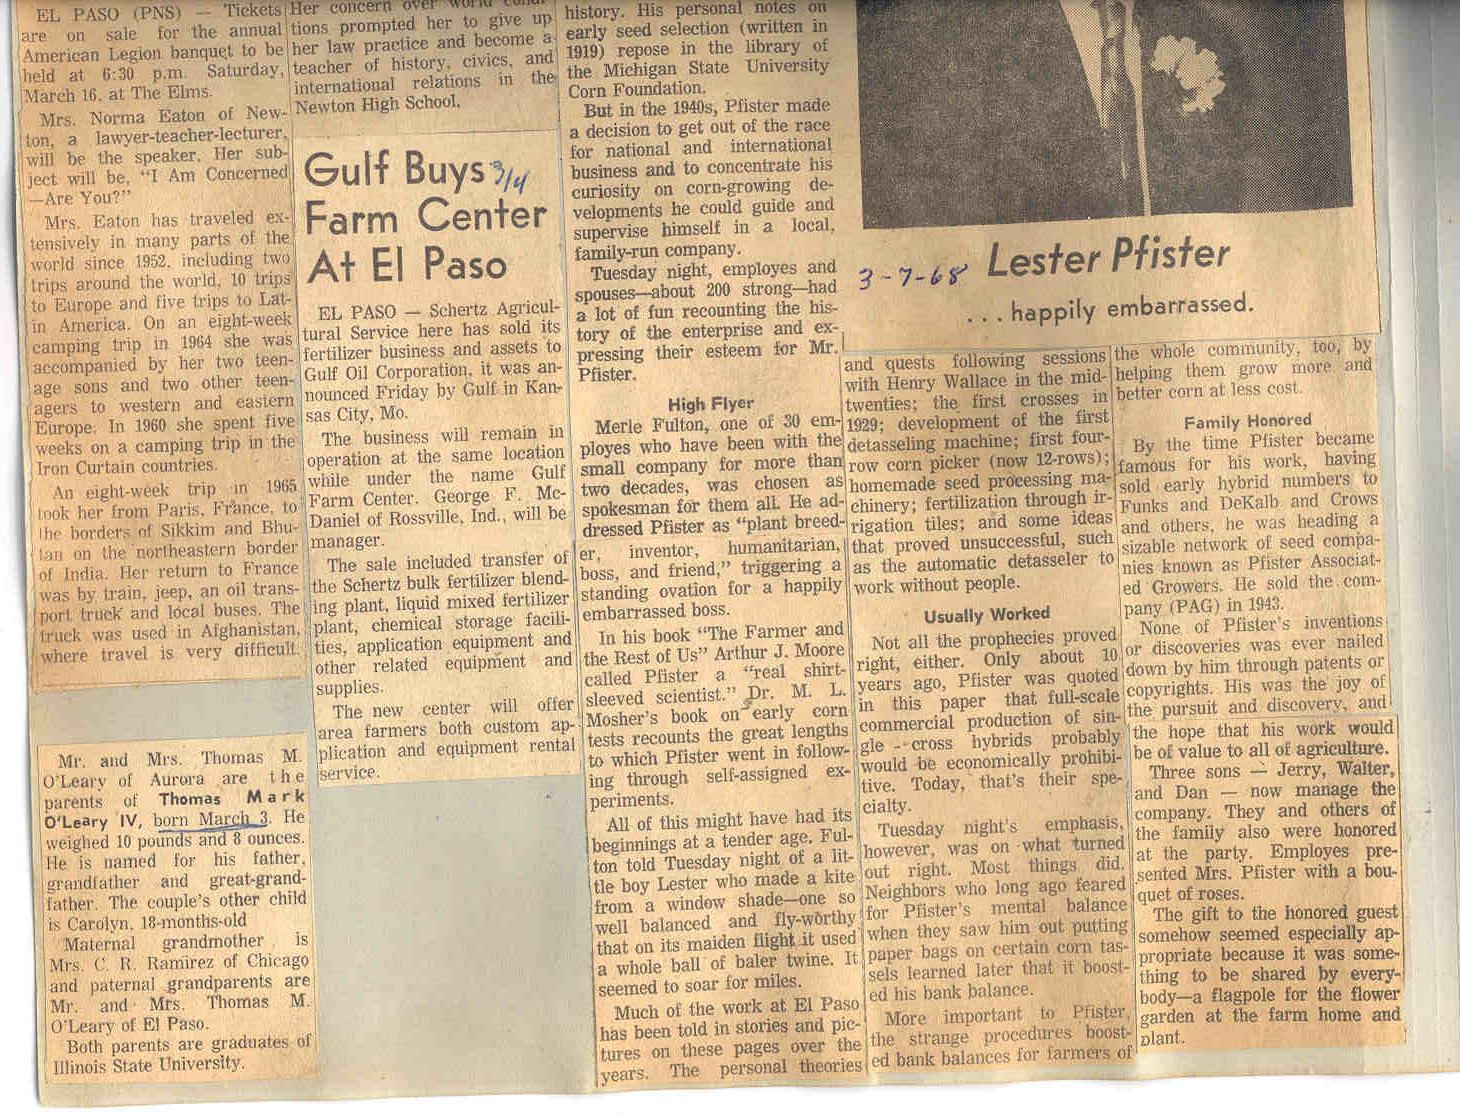 EL PASO (PNS) — Tickets
are on sale for the annual
American Legion banquet to be
held at 6:30 p.m. Saturday,
March 16, at The Elms.
Mrs. Norma Eaton of New-
ton, a lawyer-teacher-lecturer,
will be the speaker. Her sub-
ject will be, "I Am Concerned
—Are You?"
Mrs. Eaton has traveled ex-
tensively in many parts of the
world since 1952, including two
trips around the world, 10 trips
to Europe and five trips to Lat-
in America. On an eight-week
camping trip in 1964 she was
accompanied by her two teen-
age sons and two other teen-
agers to western and eastern
Europe. In 1960 she spent five
weeks on a camping trip in the
Iron Curtain countries.
An eight-week trip in 1965
took her from Paris, France, to
the borders of Sikkim and Bhu-
tan on the northeastern border
of India. Her return to France
was by train, jeep, an oil trans-
port truck and local buses. The
truck was used in Afghanistan,
where travel is very difficult.
Mr. and Mrs. Thomas M.
O'Leary of Aurora are the
parents of Thomas Mark
O'Leary IV, born March 3. He
weighed 10 pounds and 8 ounces.
He is named for his father,
grandfather and great-grand-
father. The couple's other child
is Carolyn, 18-months-old
Maternal grandmother is
Mrs. C. R. Ramirez of Chicago
and paternal grandparents are
Mr. and Mrs. Thomas M.
O'Leary of El Paso.
Both parents are graduates of
Illinois State University.
Her concern over world condi-
tions prompted her to give up
her law practice and become a
teacher of history, civics, and
international relations in the
Newton High School.
Gulf Buys 3/4
Farm Center
At El Paso
EL PASO — Schertz Agricul-
tural Service here has sold its
fertilizer business and assets to
Gulf Oil Corporation, it was an-
nounced Friday by Gulf in Kan-
sas City, Mo.
The business will remain in
operation at the same location
while under the name Gulf
Farm Center. George F. Mc-
Daniel of Rossville, Ind., will be
manager.
The sale included transfer of
the Schertz bulk fertilizer blend-
ing plant, liquid mixed fertilizer
plant, chemical storage facili-
ties, application equipment and
other related equipment and
supplies.
The new center will offer
area farmers both custom ap-
plication and equipment rental
service.
history. His personal notes on
early seed selection (written in
1919) repose in the library of
the Michigan State University
Corn Foundation.
But in the 1940s, Pfister made
a decision to get out of the race
for national and international
business and to concentrate his
curiosity on corn-growing de-
velopments he could guide and
supervise himself in a local,
family-run company.
Tuesday night, employes and
spouses—about 200 strong—had
a lot of fun recounting the his-
tory of the enterprise and ex-
pressing their esteem for Mr.
Pfister.
High Flyer
Merle Fulton, one of 30 em-
ployes who have been with the
small company for more than
two decades, was chosen as
spokesman for them all. He ad-
dressed Pfister as "plant breed-
er, inventor, humanitarian,
boss, and friend," triggering a
standing ovation for a happily
embarrassed boss.
In his book "The Farmer and
the Rest of Us" Arthur J. Moore
called Pfister a "real shirt-
sleeved scientist." Dr. M. L.
Mosher's book on early corn
tests recounts the great lengths
to which Pfister went in follow-
ing through self-assigned ex-
periments.
All of this might have had its
beginnings at a tender age. Ful-
ton told Tuesday night of a lit-
tle boy Lester who made a kite
from a window shade—one so
well balanced and fly-worthy
that on its maiden flight it used
a whole ball of baler twine. It
seemed to soar for miles.
Much of the work at El Paso
has been told in stories and pic-
tures on these pages over the
years. The personal theories
3-7-68 Lester Pfister
. . . happily embarrassed.
and quests following sessions
with Henry Wallace in the mid-
twenties; the first crosses in
1929; development of the first
detasseling machine; first four-
row corn picker (now 12-rows);
homemade seed processing ma-
chinery; fertilization through ir-
rigation tiles; and some ideas
that proved unsuccessful, such
as the automatic detasseler to
work without people.
Usually Worked
Not all the prophecies proved
right, either. Only about 10
years ago, Pfister was quoted
in this paper that full-scale
commercial production of sin-
gle - cross hybrids probably
would be economically prohibi-
tive. Today, that's their spe-
cialty.
Tuesday night's emphasis,
however, was on what turned
out right. Most things did.
Neighbors who long ago feared
for Pfister's mental balance
when they saw him out putting
paper bags on certain corn tas-
sels learned later that it boost-
ed his bank balance.
More important to Pfister,
the strange procedures boost-
ed bank balances for farmers of
the whole community, too, by
helping them grow more and
better corn at less cost.
Family Honored
By the time Pfister became
famous for his work, having
sold early hybrid numbers to
Funks and DeKalb and Crows
and others, he was heading a
sizable network of seed compa-
nies known as Pfister Associat-
ed Growers. He sold the com-
pany (PAG) in 1943.
None of Pfister's inventions
or discoveries was ever nailed
down by him through patents or
copyrights. His was the joy of
the pursuit and discovery, and
the hope that his work would
be of value to all of agriculture.
Three sons — Jerry, Walter,
and Dan — now manage the
company. They and others of
the family also were honored
at the party. Employes pre-
sented Mrs. Pfister with a bou-
quet of roses.
The gift to the honored guest
somehow seemed especially ap-
propriate because it was some-
thing to be shared by every-
body—a flagpole for the flower
garden at the farm home and
plant.